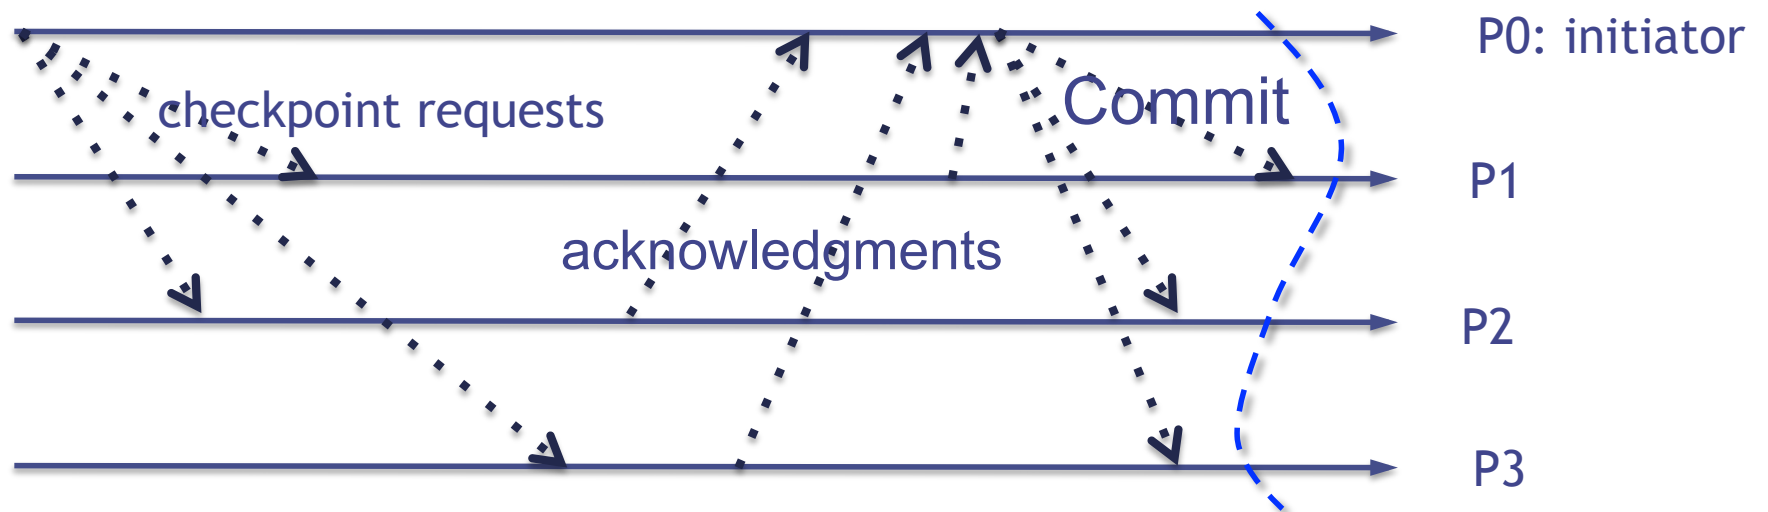 P0: initiator
checkpoint requests
Commit
P1
acknowledgments
P2
P3